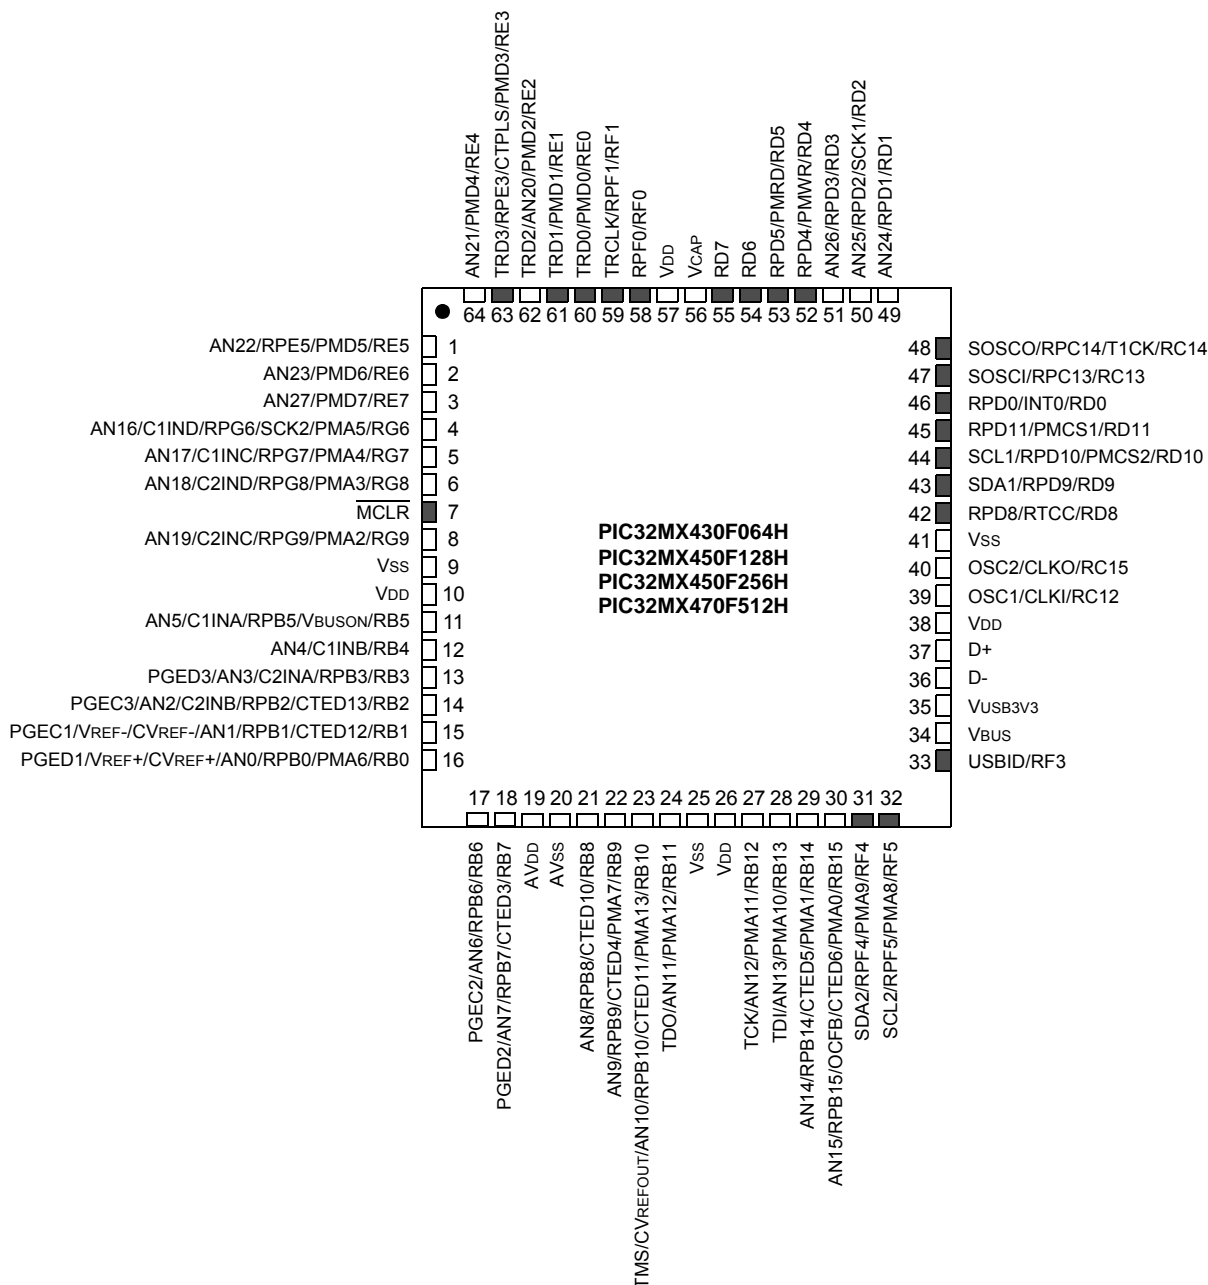 AN21/PMD4/RE4
TRD3/RPE3/CTPLS/PMD3/RE3
TRD2/AN20/PMD2/RE2
TRD1/PMD1/RE1
TRD0/PMD0/RE0
TRCLK/RPF1/RF1
RPF0/RF0
VDD
VCAP
RD7
RD6
RPD5/PMRD/RD5
RPD4/PMWR/RD4
AN26/RPD3/RD3
AN25/RPD2/SCK1/RD2
AN24/RPD1/RD1
64 63 62 61 60 59 58 57 56 55 54 53 52 51 50 49
AN22/RPE5/PMD5/RE5 1
AN23/PMD6/RE6 2
AN27/PMD7/RE7 3
AN16/C1IND/RPG6/SCK2/PMA5/RG6 4
AN17/C1INC/RPG7/PMA4/RG7 5
AN18/C2IND/RPG8/PMA3/RG8 6
MCLR 7
AN19/C2INC/RPG9/PMA2/RG9 8
VSS 9
VDD 10
AN5/C1INA/RPB5/VBUSON/RB5 11
AN4/C1INB/RB4 12
PGED3/AN3/C2INA/RPB3/RB3 13
PGEC3/AN2/C2INB/RPB2/CTED13/RB2 14
PGEC1/VREF-/CVREF-/AN1/RPB1/CTED12/RB1 15
PGED1/VREF+/CVREF+/AN0/RPB0/PMA6/RB0 16
PIC32MX430F064H
PIC32MX450F128H
PIC32MX450F256H
PIC32MX470F512H
48 SOSCO/RPC14/T1CK/RC14
47 SOSCI/RPC13/RC13
46 RPD0/INT0/RD0
45 RPD11/PMCS1/RD11
44 SCL1/RPD10/PMCS2/RD10
43 SDA1/RPD9/RD9
42 RPD8/RTCC/RD8
41 VSS
40 OSC2/CLKO/RC15
39 OSC1/CLKI/RC12
38 VDD
37 D+
36 D-
35 VUSB3V3
34 VBUS
33 USBID/RF3
17 18 19 20 21 22 23 24 25 26 27 28 29 30 31 32
PGEC2/AN6/RPB6/RB6
PGED2/AN7/RPB7/CTED3/RB7
AVDD
AVSS
AN8/RPB8/CTED10/RB8
AN9/RPB9/CTED4/PMA7/RB9
TMS/CVREFOUT/AN10/RPB10/CTED11/PMA13/RB10
TDO/AN11/PMA12/RB11
VSS
VDD
TCK/AN12/PMA11/RB12
TDI/AN13/PMA10/RB13
AN14/RPB14/CTED5/PMA1/RB14
AN15/RPB15/OCFB/CTED6/PMA0/RB15
SDA2/RPF4/PMA9/RF4
SCL2/RPF5/PMA8/RF5